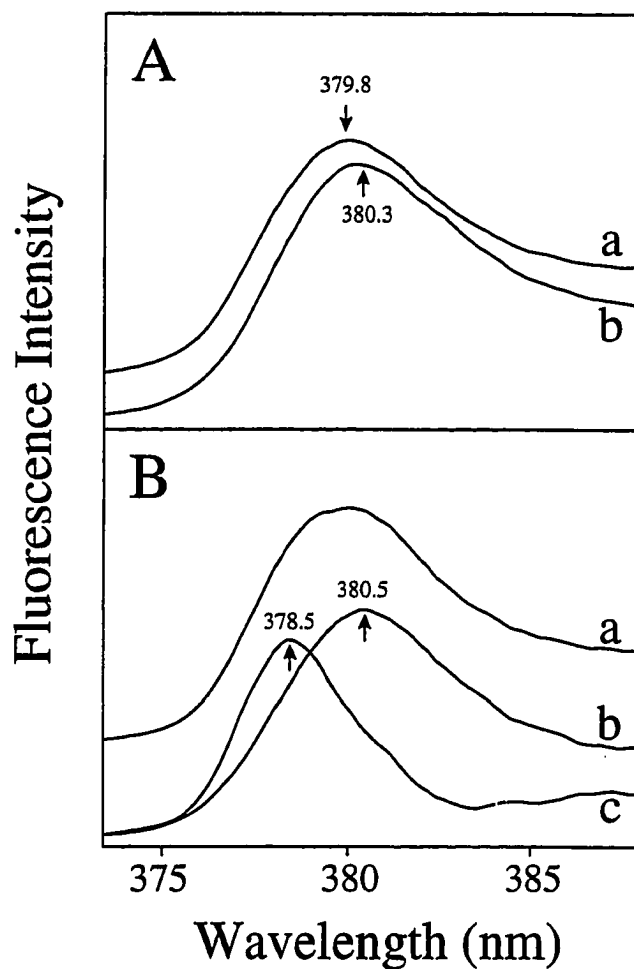 A
379.8
380.3
a
b
Fluorescence Intensity
B
378.5
380.5
a
b
c
375
380
385
Wavelength (nm)